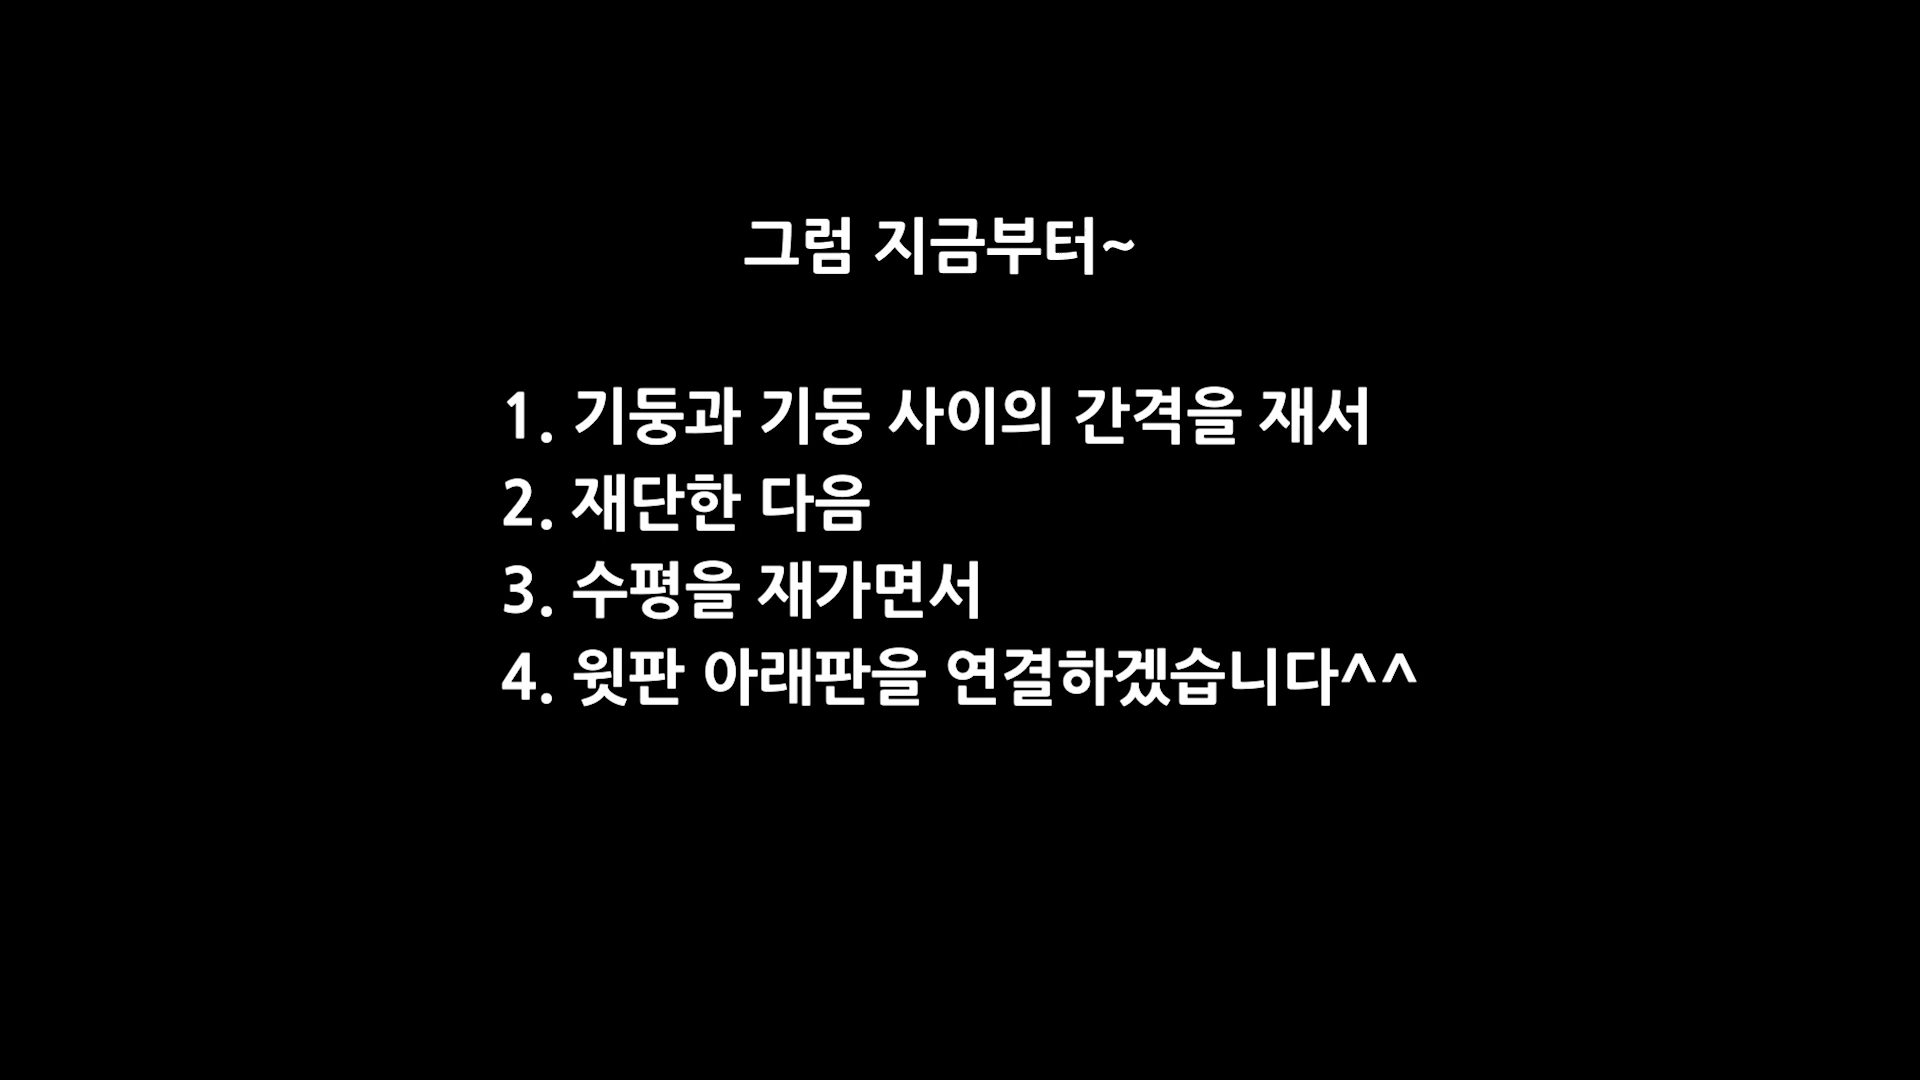 그럼 지금부터~
1. 기둥과 기둥 사이의 간격을 재서
2. 재단한 다음
3. 수평을 재가면서
4. 윗판 아래판을 연결하겠습니다^^